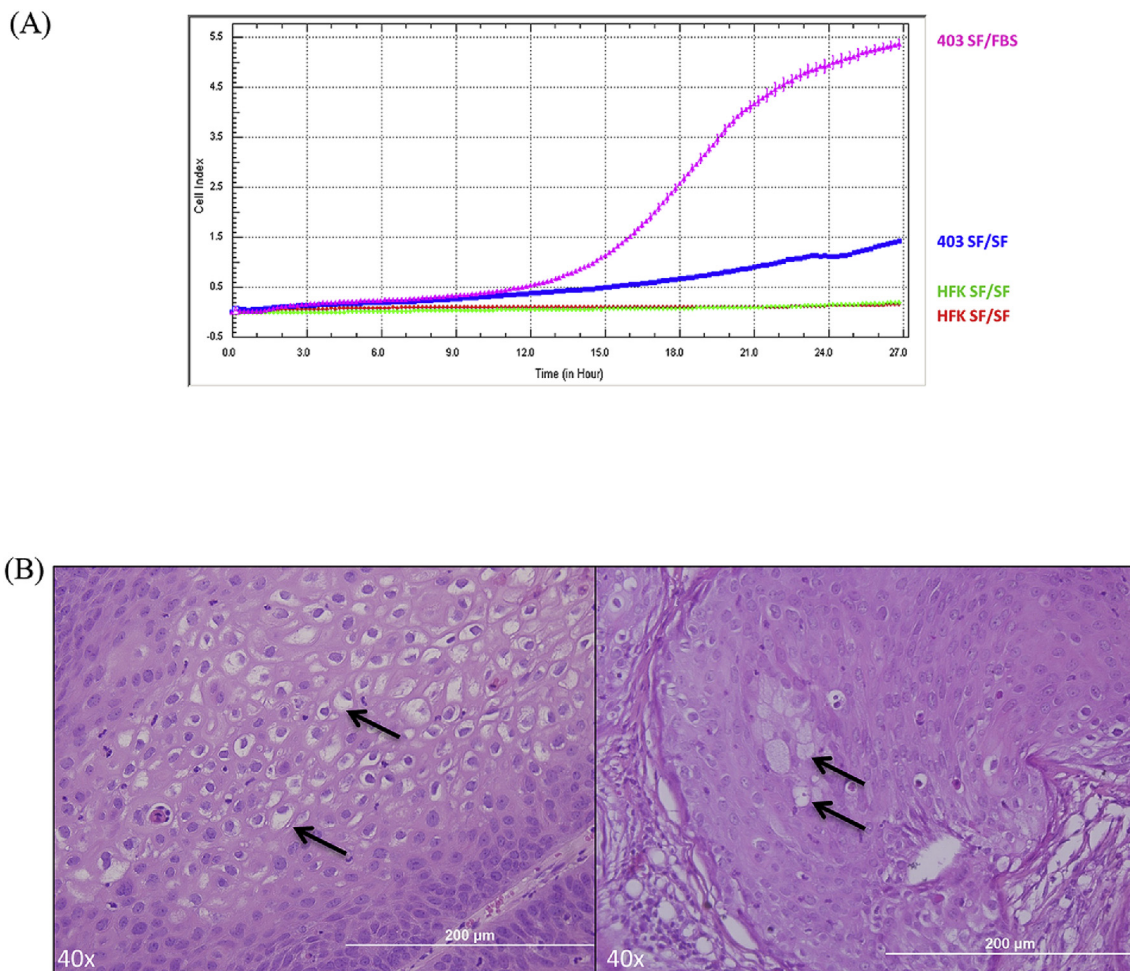 (A)
5.5
4.5
3.5
2.5
1.5
0.5
-0.5
Cell Index
0.0 3.0 6.0 9.0 12.0 15.0 18.0 21.0 24.0 27.0
Time (in Hour)
403 SF/FBS
403 SF/SF
HFK SF/SF
HFK SF/SF
(B)
40x
200 µm
40x
200 µm